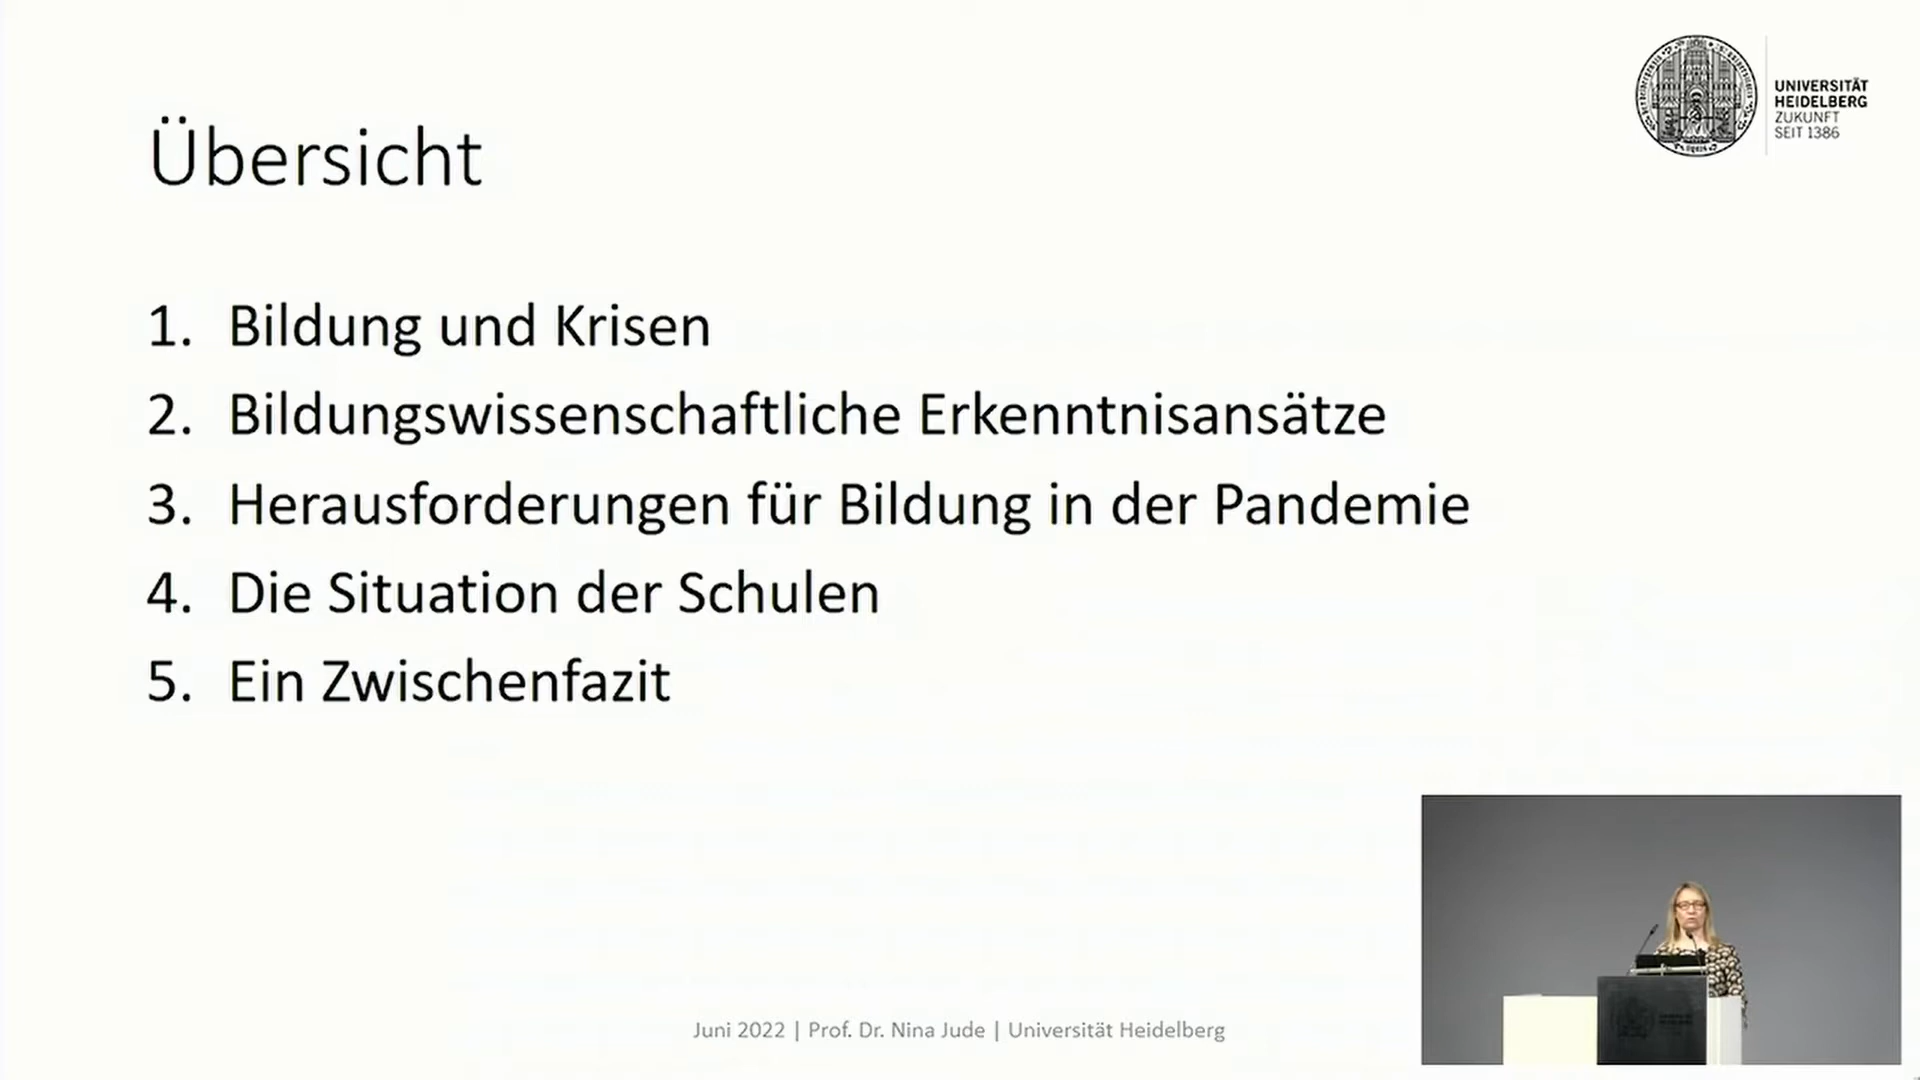 Übersicht
UNIVERSITÄT
HEIDELBERG
ZUKUNFT
SEIT 1386
1. Bildung und Krisen
2. Bildungswissenschaftliche Erkenntnisansätze
3. Herausforderungen für Bildung in der Pandemie
4. Die Situation der Schulen
5. Ein Zwischenfazit
Juni 2022 | Prof. Dr. Nina Jude | Universität Heidelberg